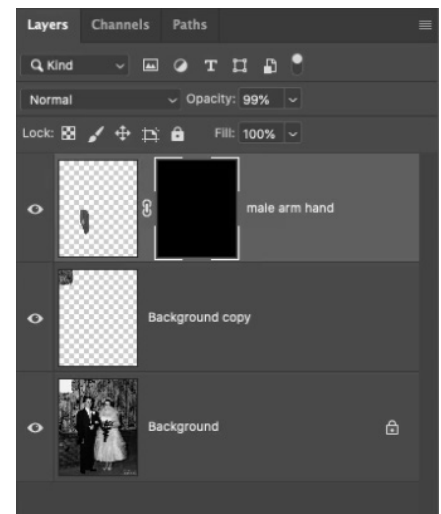 Layers Channels Paths
Kind T
Normal Opacity: 99%
Lock: Fill: 100%
male arm hand
Background copy
Background